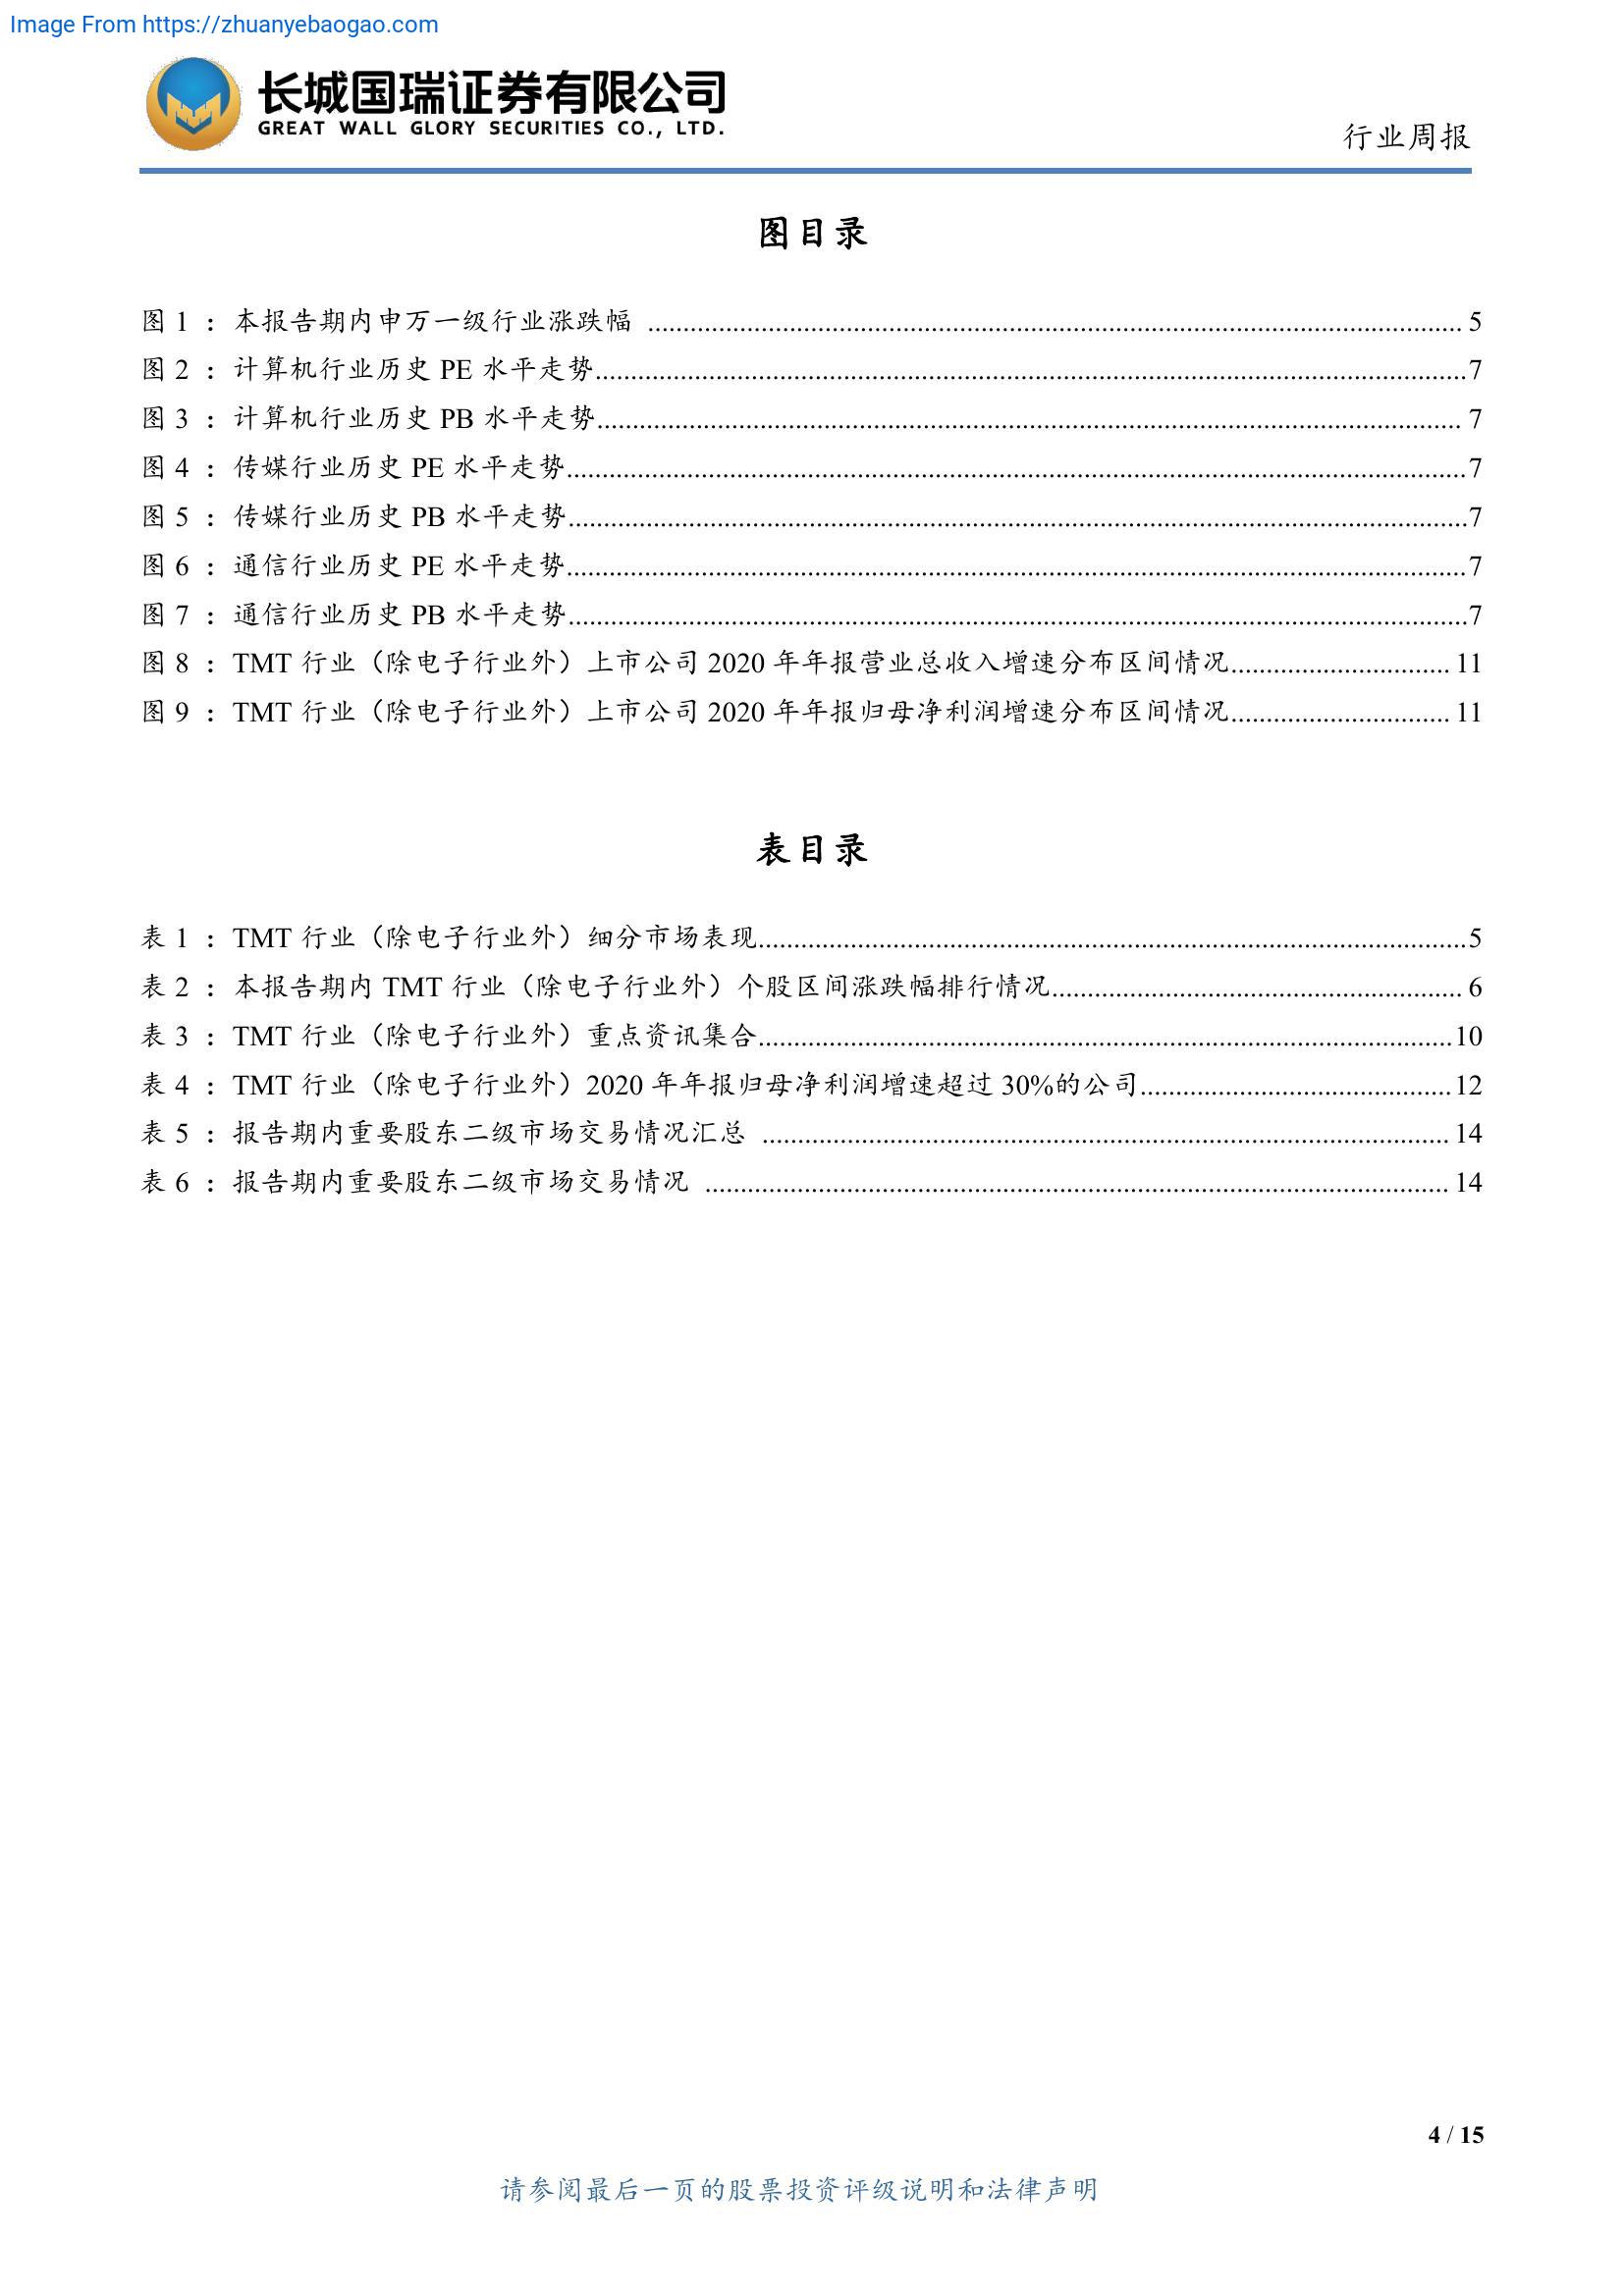 Image From https://zhuanyebaogao.com
长城国瑞证券有限公司
GREAT WALL GLORY SECURITIES CO., LTD.
行业周报
图目录
图 1 ：本报告期内申万一级行业涨跌幅 ........ 5
图 2 ：计算机行业历史 PE 水平走势........7
图 3 ：计算机行业历史 PB 水平走势........ 7
图 4 ：传媒行业历史 PE 水平走势........7
图 5 ：传媒行业历史 PB 水平走势........7
图 6 ：通信行业历史 PE 水平走势........7
图 7 ：通信行业历史 PB 水平走势........7
图 8 ：TMT 行业（除电子行业外）上市公司 2020 年年报营业总收入增速分布区间情况........ 11
图 9 ：TMT 行业（除电子行业外）上市公司 2020 年年报归母净利润增速分布区间情况........ 11
表目录
表 1 ：TMT 行业（除电子行业外）细分市场表现........5
表 2 ：本报告期内 TMT 行业（除电子行业外）个股区间涨跌幅排行情况........ 6
表 3 ：TMT 行业（除电子行业外）重点资讯集合........10
表 4 ：TMT 行业（除电子行业外）2020 年年报归母净利润增速超过 30%的公司........12
表 5 ：报告期内重要股东二级市场交易情况汇总 ........ 14
表 6 ：报告期内重要股东二级市场交易情况 ........ 14
4 / 15
请参阅最后一页的股票投资评级说明和法律声明